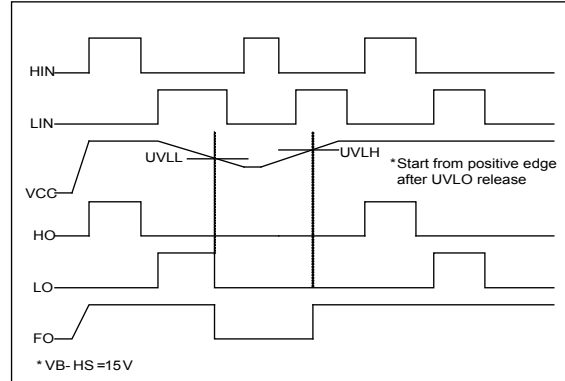 HIN
LIN
UVLL
UVLH
*Start from positive edge
after UVLO release
VCC
HO
LO
FO
* VB- HS =15V